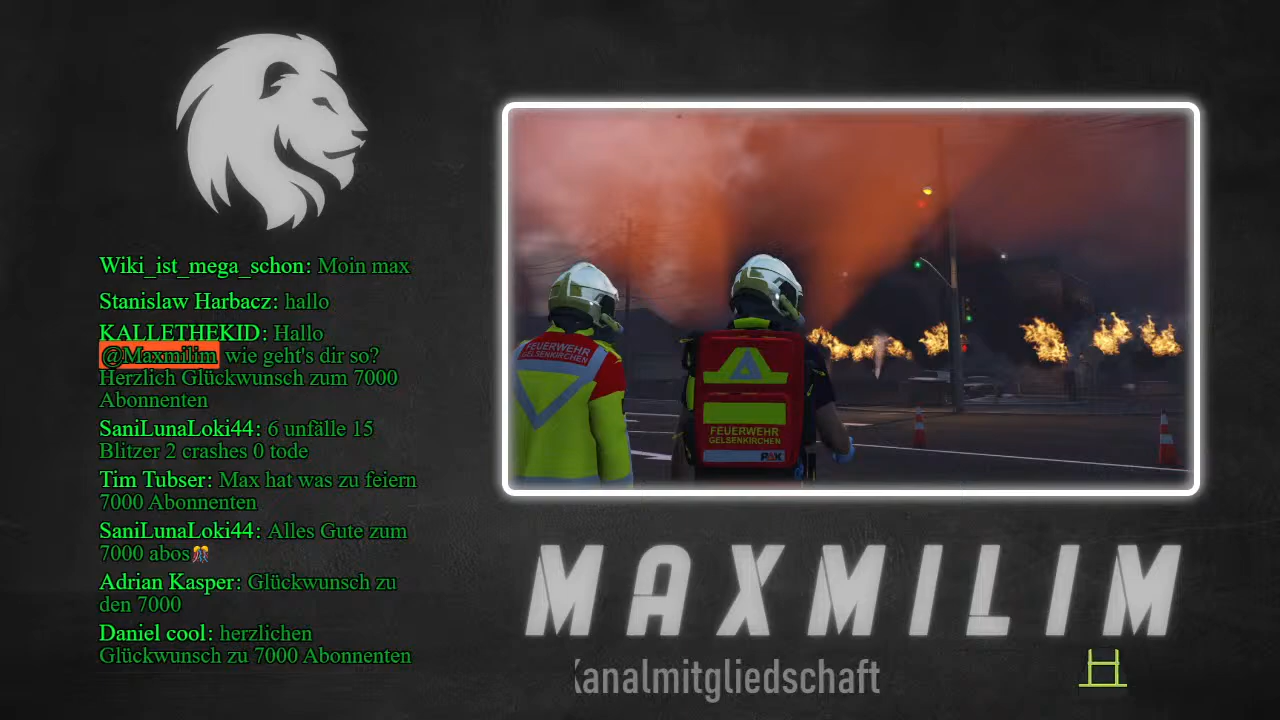 Wiki_ist_mega_schon: Moin max
Stanislaw Harbacz: hallo
KALLETHEKID: Hallo
@Maxmilim wie geht's dir so?
Herzlich Glückwunsch zum 7000
Abonnenten
SaniLunaLoki44: 6 unfälle 15
Blitzer 2 crashes 0 tode
Tim Tubser: Max hat was zu feiern
7000 Abonnenten
SaniLunaLoki44: Alles Gute zum
7000 abos🎊
Adrian Kasper: Glückwunsch zu
den 7000
Daniel cool: herzlichen
Glückwunsch zu 7000 Abonnenten
FEUERWEHR
GELSENKIRCHEN
FEUERWEHR
GELSENKIRCHEN
PAX
MAXMILIM
Kanalmitgliedschaft